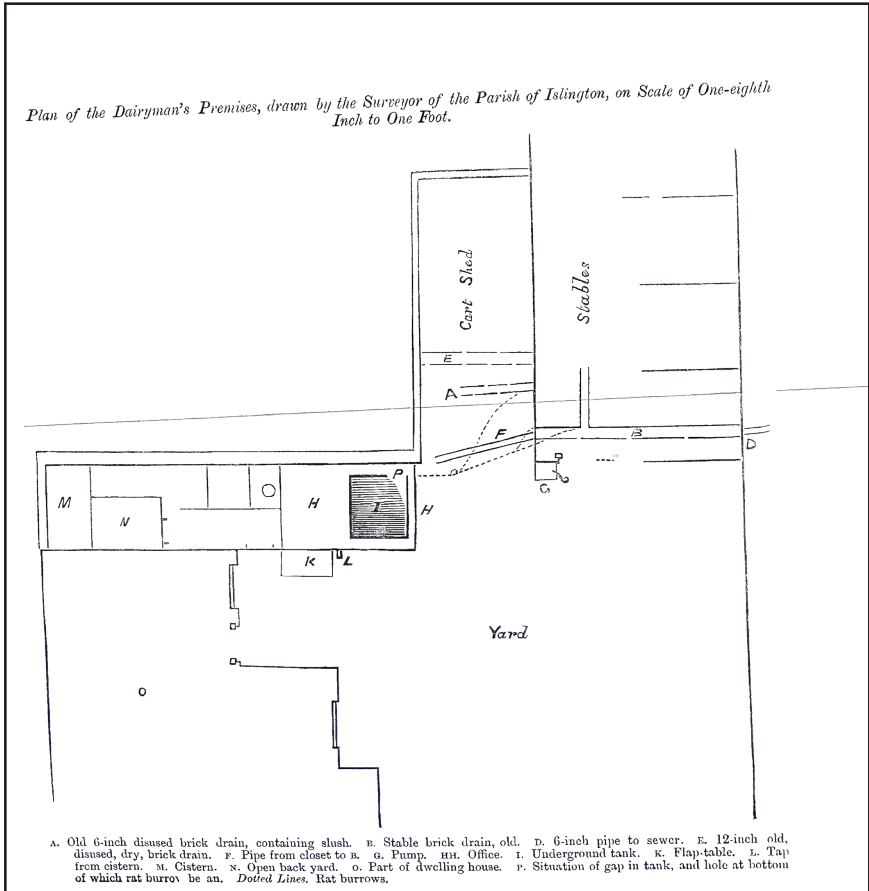 Plan of the Dairyman's Premises, drawn by the Surveyor of the Parish of Islington, on Scale of One-eighth
Inch to One Foot.
Cart Shed
Stables
E
A
F
B
D
G
P
M
N
H
I
H
K
L
Yard
O
A. Old 6-inch disused brick drain, containing slush. B. Stable brick drain, old. D. 6-inch pipe to sewer. E. 12-inch old,
disused, dry, brick drain. F. Pipe from closet to B. G. Pump. HH. Office. I. Underground tank. K. Flap-table. L. Tap
from cistern. M. Cistern. N. Open back yard. O. Part of dwelling house. P. Situation of gap in tank, and hole at bottom
of which rat burrow be an. Dotted Lines. Rat burrows.